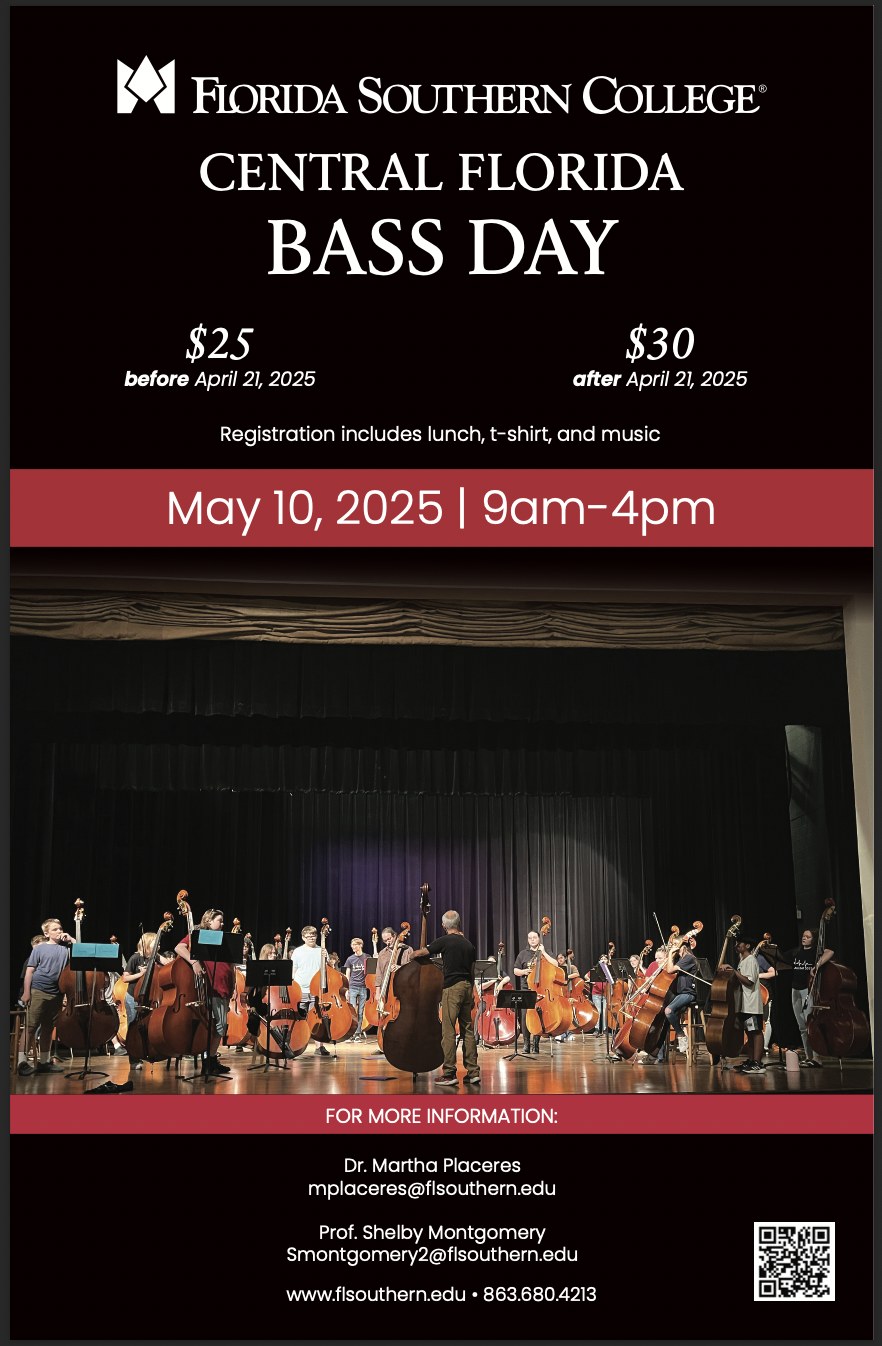 FLORIDA SOUTHERN COLLEGE®
CENTRAL FLORIDA
BASS DAY
$25
before April 21, 2025
$30
after April 21, 2025
Registration includes lunch, t-shirt, and music
May 10, 2025 | 9am-4pm
FOR MORE INFORMATION:
Dr. Martha Placeres
mplaceres@flsouthern.edu
Prof. Shelby Montgomery
Smontgomery2@flsouthern.edu
www.flsouthern.edu • 863.680.4213